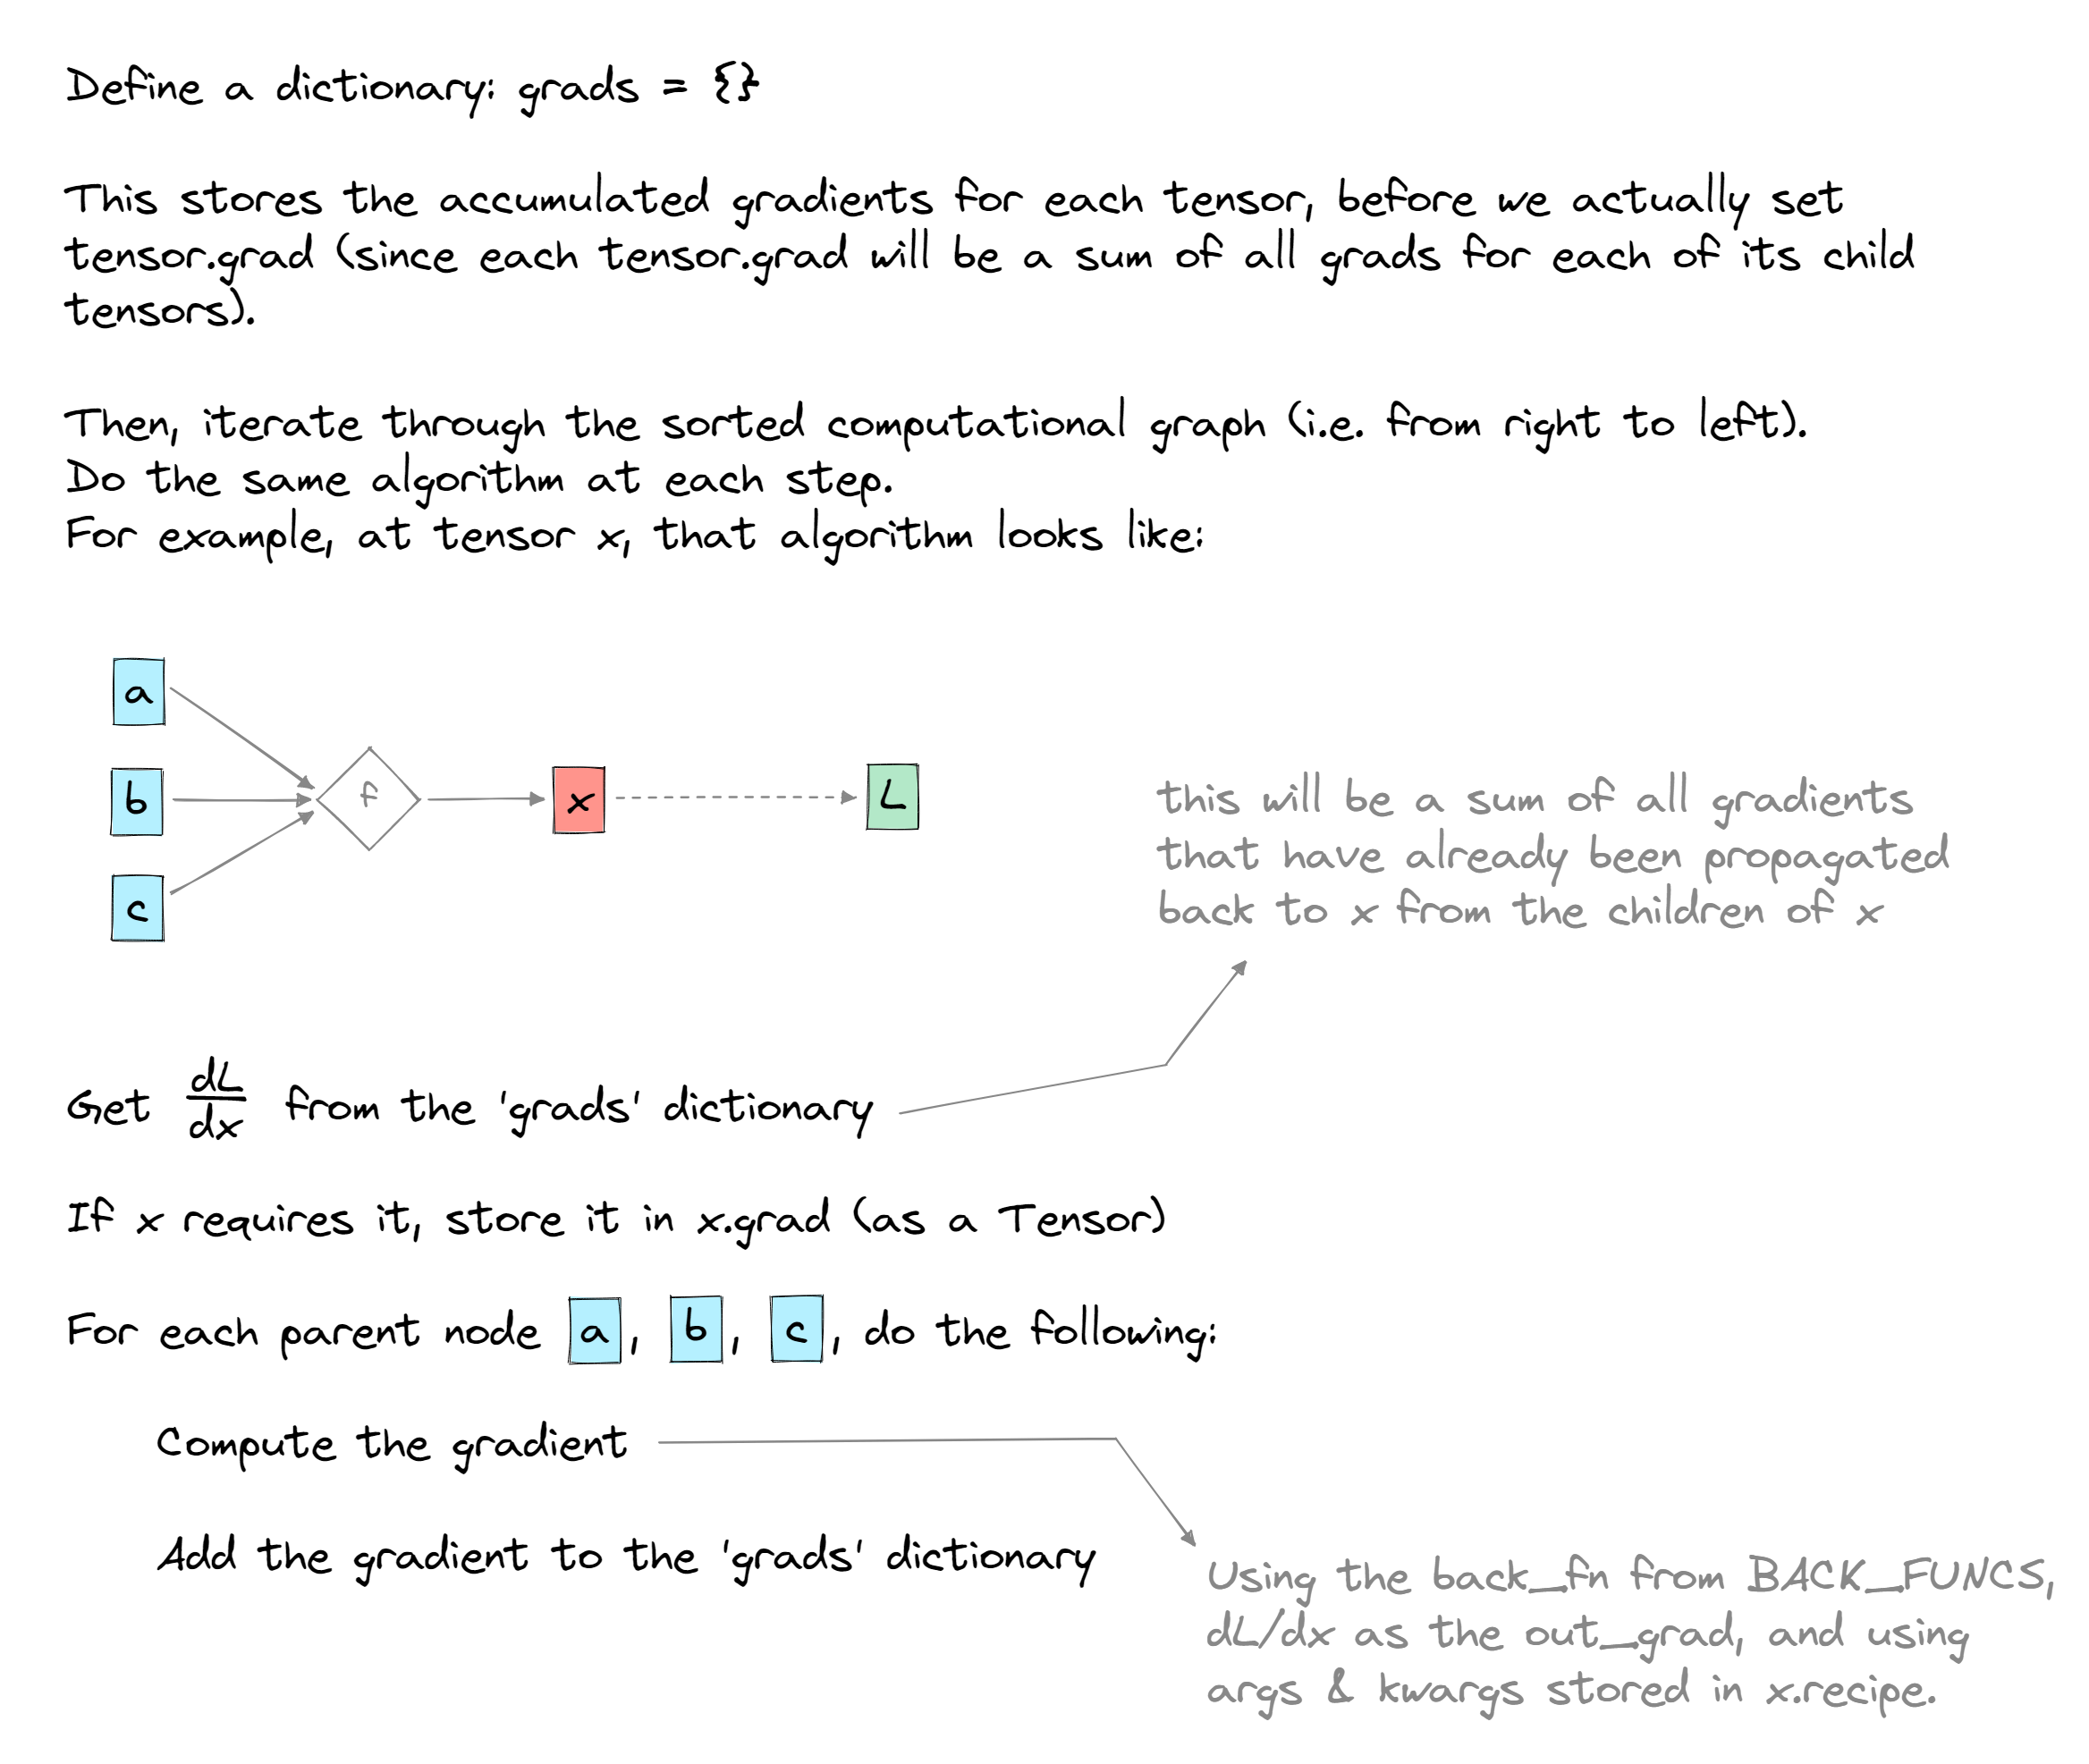 Define a dictionary: grads = {}
This stores the accumulated gradients for each tensor, before we actually set
tensor.grad (since each tensor.grad will be a sum of all grads for each of its child
tensors).
Then, iterate through the sorted computational graph (i.e. from right to left).
Do the same algorithm at each step.
For example, at tensor x, that algorithm looks like:
a
b
c
f
x
L
this will be a sum of all gradients
that have already been propagated
back to x from the children of x
Get dL/dx from the 'grads' dictionary
If x requires it, store it in x.grad (as a Tensor)
For each parent node a, b, c, do the following:
Compute the gradient
Add the gradient to the 'grads' dictionary
Using the back_fn from BACK_FUNCS,
dL/dx as the out_grad, and using
args & kwargs stored in x.recipe.